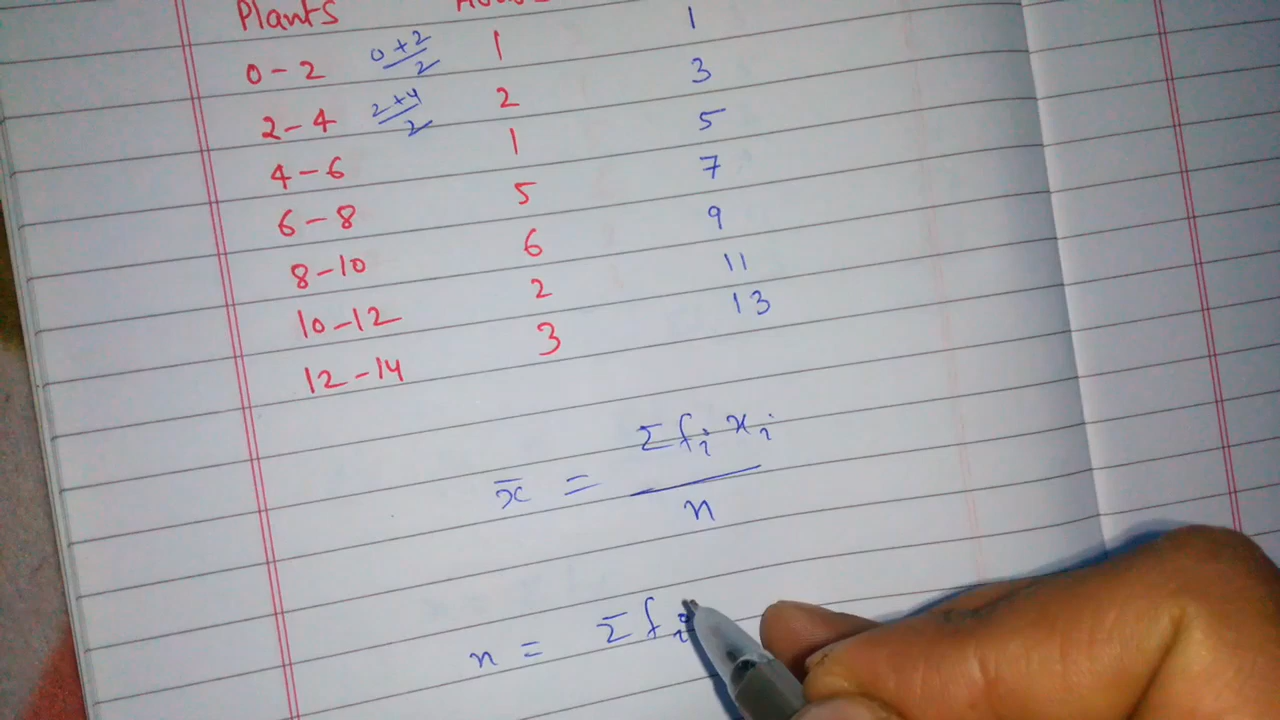 Plants
0-2 0+2/2 1 1
2-4 2+4/2 2 3
4-6 1 5
6-8 5 7
8-10 6 9
10-12 2 11
12-14 3 13
x̄ = Σfᵢxᵢ/n
n = Σfᵢ